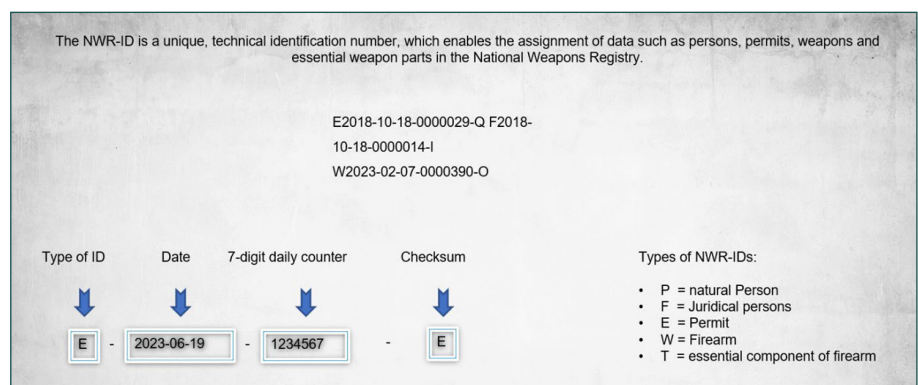 The NWR-ID is a unique, technical identification number, which enables the assignment of data such as persons, permits, weapons and
essential weapon parts in the National Weapons Registry.
E2018-10-18-0000029-Q F2018-
10-18-0000014-I
W2023-02-07-0000390-O
Type of ID Date 7-digit daily counter Checksum
E - 2023-06-19 - 1234567 - E
Types of NWR-IDs:
• P = natural Person
• F = Juridical persons
• E = Permit
• W = Firearm
• T = essential component of firearm